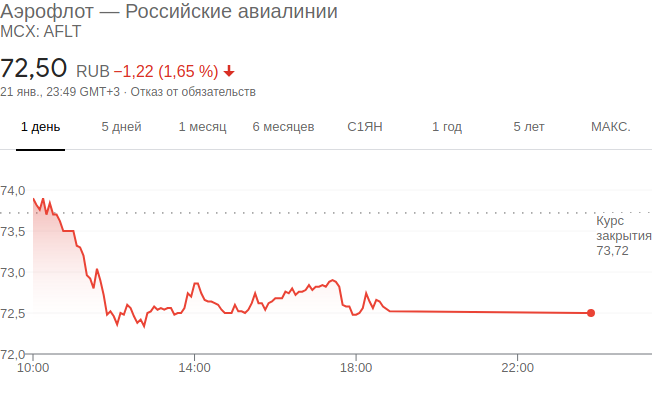 Аэрофлот — Российские авиалинии
MCX: AFLT
72,50 RUB −1,22 (1,65 %)
21 янв., 23:49 GMT+3 · Отказ от обязательств
1 день 5 дней 1 месяц 6 месяцев С1ЯН 1 год 5 лет МАКС.
74,0
Курс
закрытия
73,72
73,5
73,0
72,5
72,0
10:00 14:00 18:00 22:00